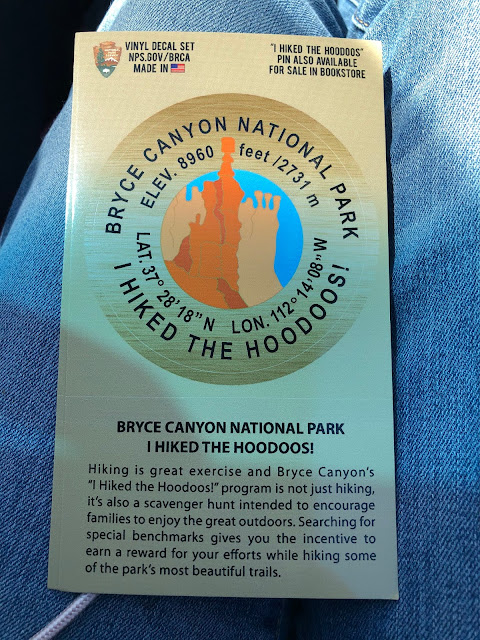 VINYL DECAL SET
NPS.GOV/BRCA
MADE IN
"I HIKED THE HOODOOS"
PIN ALSO AVAILABLE
FOR SALE IN BOOKSTORE
BRYCE CANYON NATIONAL PARK
ELEV. 8960 feet / 2731 m
LAT. 37° 28' 18" N LON. 112° 14' 08" W
I HIKED THE HOODOOS!
BRYCE CANYON NATIONAL PARK
I HIKED THE HOODOOS!
Hiking is great exercise and Bryce Canyon's
"I Hiked the Hoodoos!" program is not just hiking,
it's also a scavenger hunt intended to encourage
families to enjoy the great outdoors. Searching for
special benchmarks gives you the incentive to
earn a reward for your efforts while hiking some
of the park's most beautiful trails.